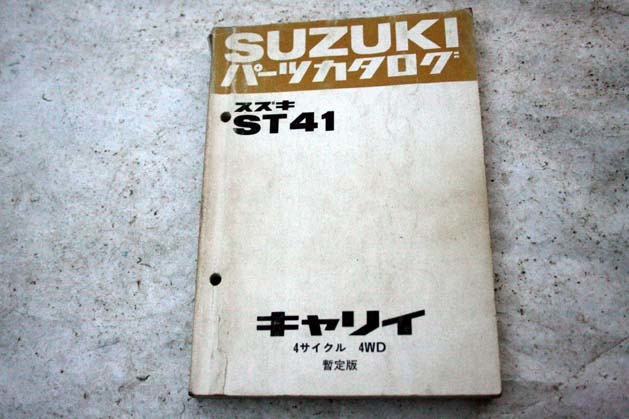 SUZUKI
パーツカタログ
スズキ
ST41
キャリイ
4サイクル 4WD
暫定版